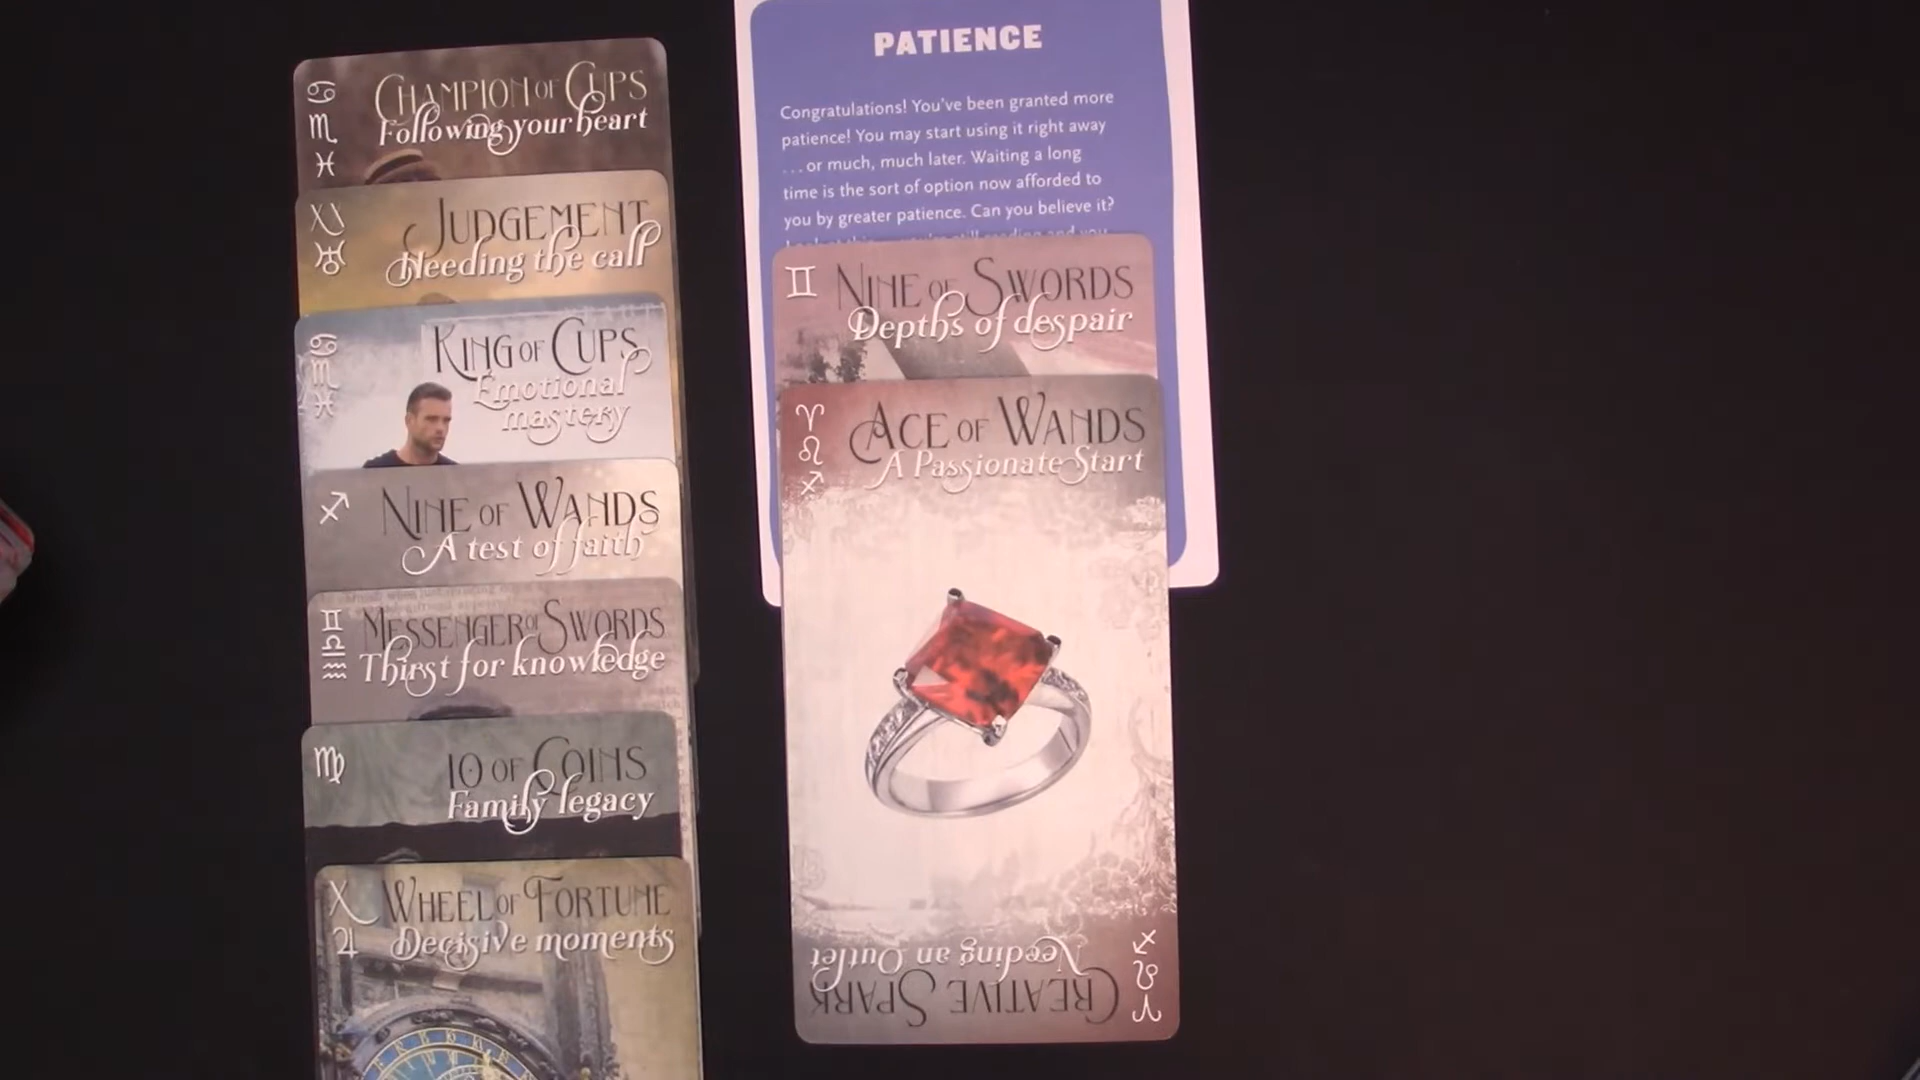 CHAMPION OF CUPS
Following your heart
XX
JUDGEMENT
Heeding the call
KING OF CUPS
Emotional
mastery
NINE OF WANDS
A test of faith
MESSENGER OF SWORDS
Thirst for knowledge
10 OF COINS
Family legacy
X
WHEEL OF FORTUNE
Decisive moments
PATIENCE
Congratulations! You've been granted more
patience! You may start using it right away
...or much, much later. Waiting a long
time is the sort of option now afforded to
you by greater patience. Can you believe it?
NINE OF SWORDS
Depths of despair
ACE OF WANDS
A Passionate Start
CREATIVE SPARK
Needing an Outlet